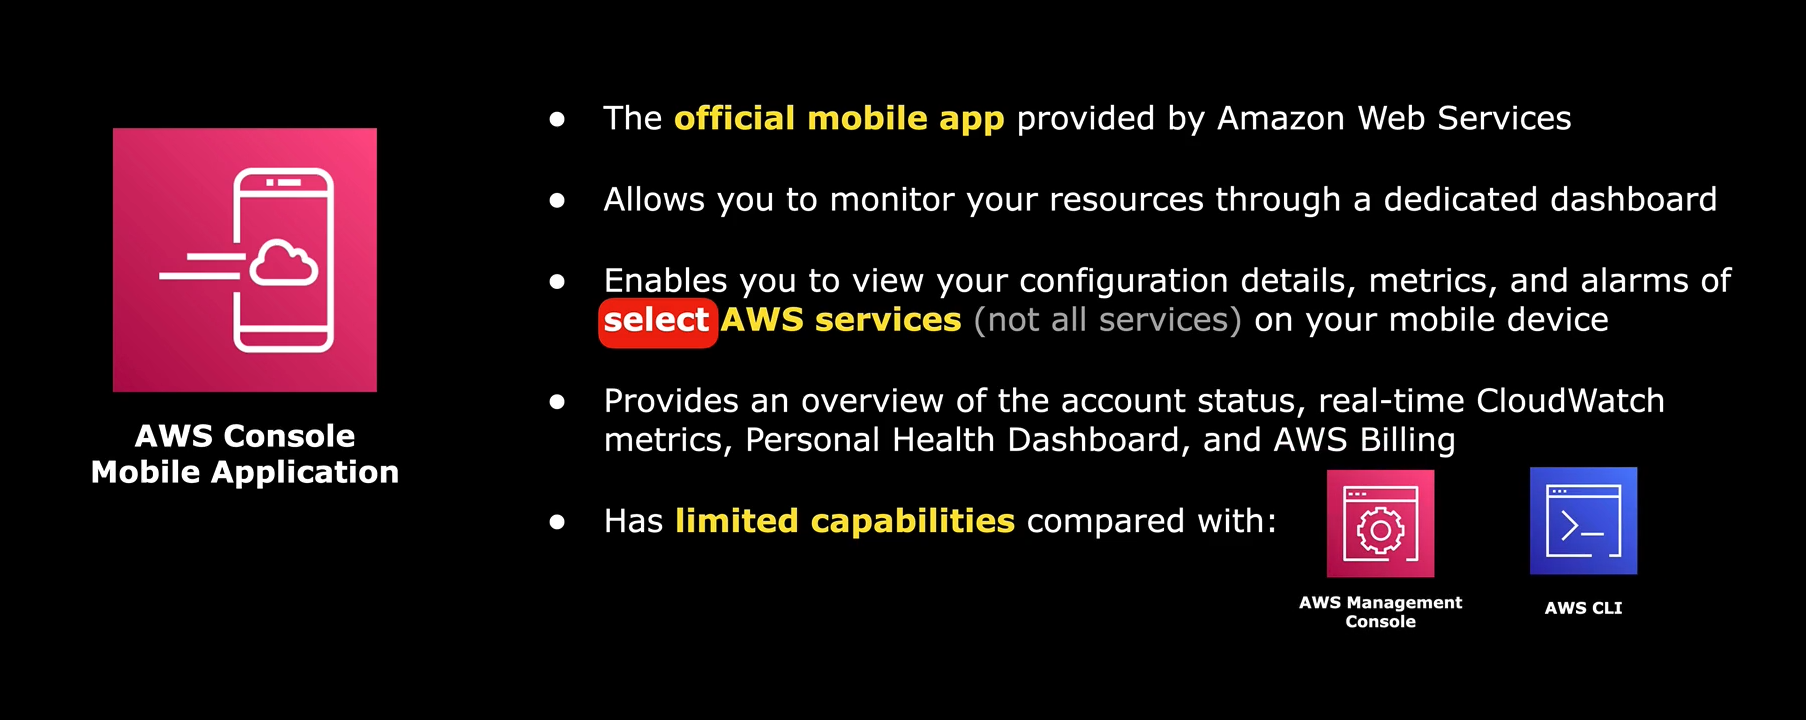 AWS Console
Mobile Application
● The official mobile app provided by Amazon Web Services
● Allows you to monitor your resources through a dedicated dashboard
● Enables you to view your configuration details, metrics, and alarms of
select AWS services (not all services) on your mobile device
● Provides an overview of the account status, real-time CloudWatch
metrics, Personal Health Dashboard, and AWS Billing
● Has limited capabilities compared with:
AWS Management
Console
AWS CLI